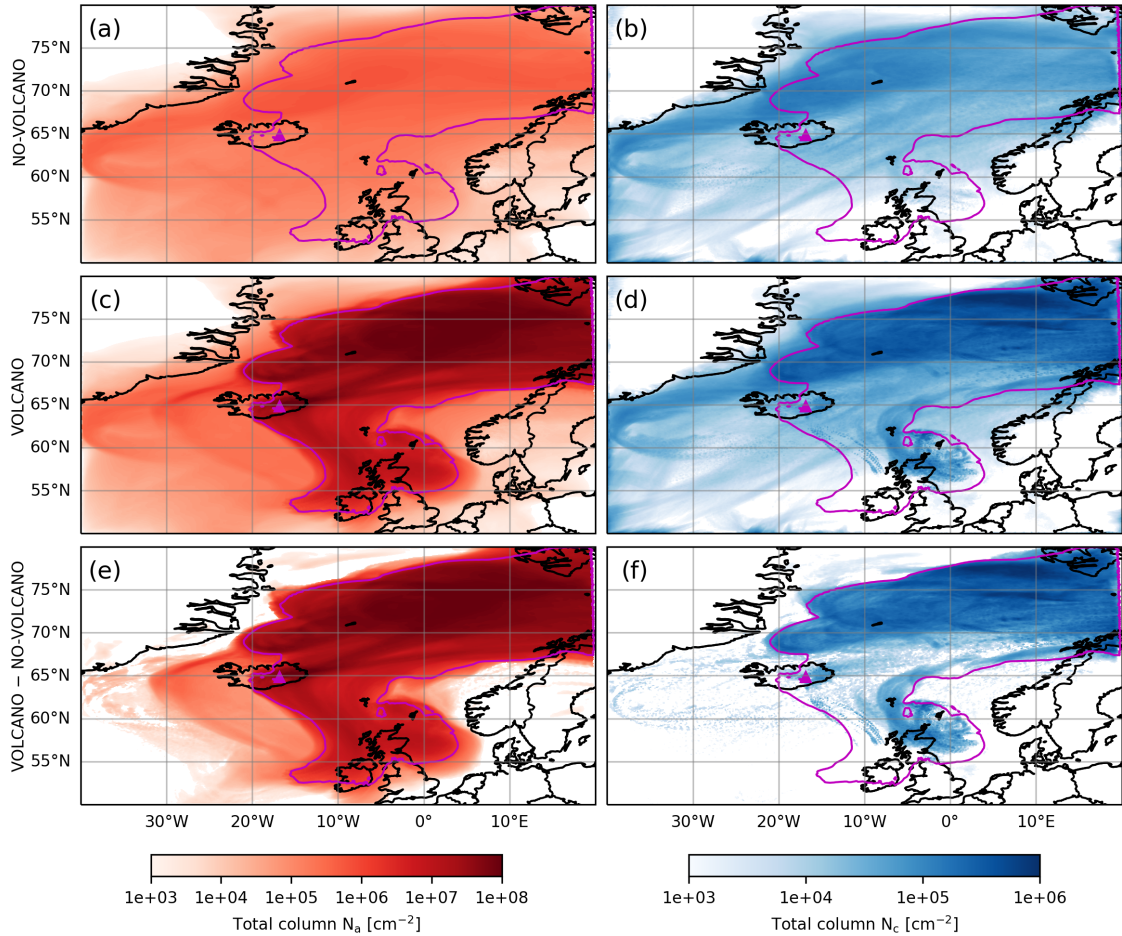 (a)
(b)
75°N
70°N
65°N
60°N
55°N
NO-VOLCANO
(c)
(d)
75°N
70°N
65°N
60°N
55°N
VOLCANO
(e)
(f)
75°N
70°N
65°N
60°N
55°N
VOLCANO − NO-VOLCANO
30°W 20°W 10°W 0° 10°E
30°W 20°W 10°W 0° 10°E
1e+03 1e+04 1e+05 1e+06 1e+07 1e+08
Total column Nₐ [cm⁻²]
1e+03 1e+04 1e+05 1e+06
Total column N_c [cm⁻²]